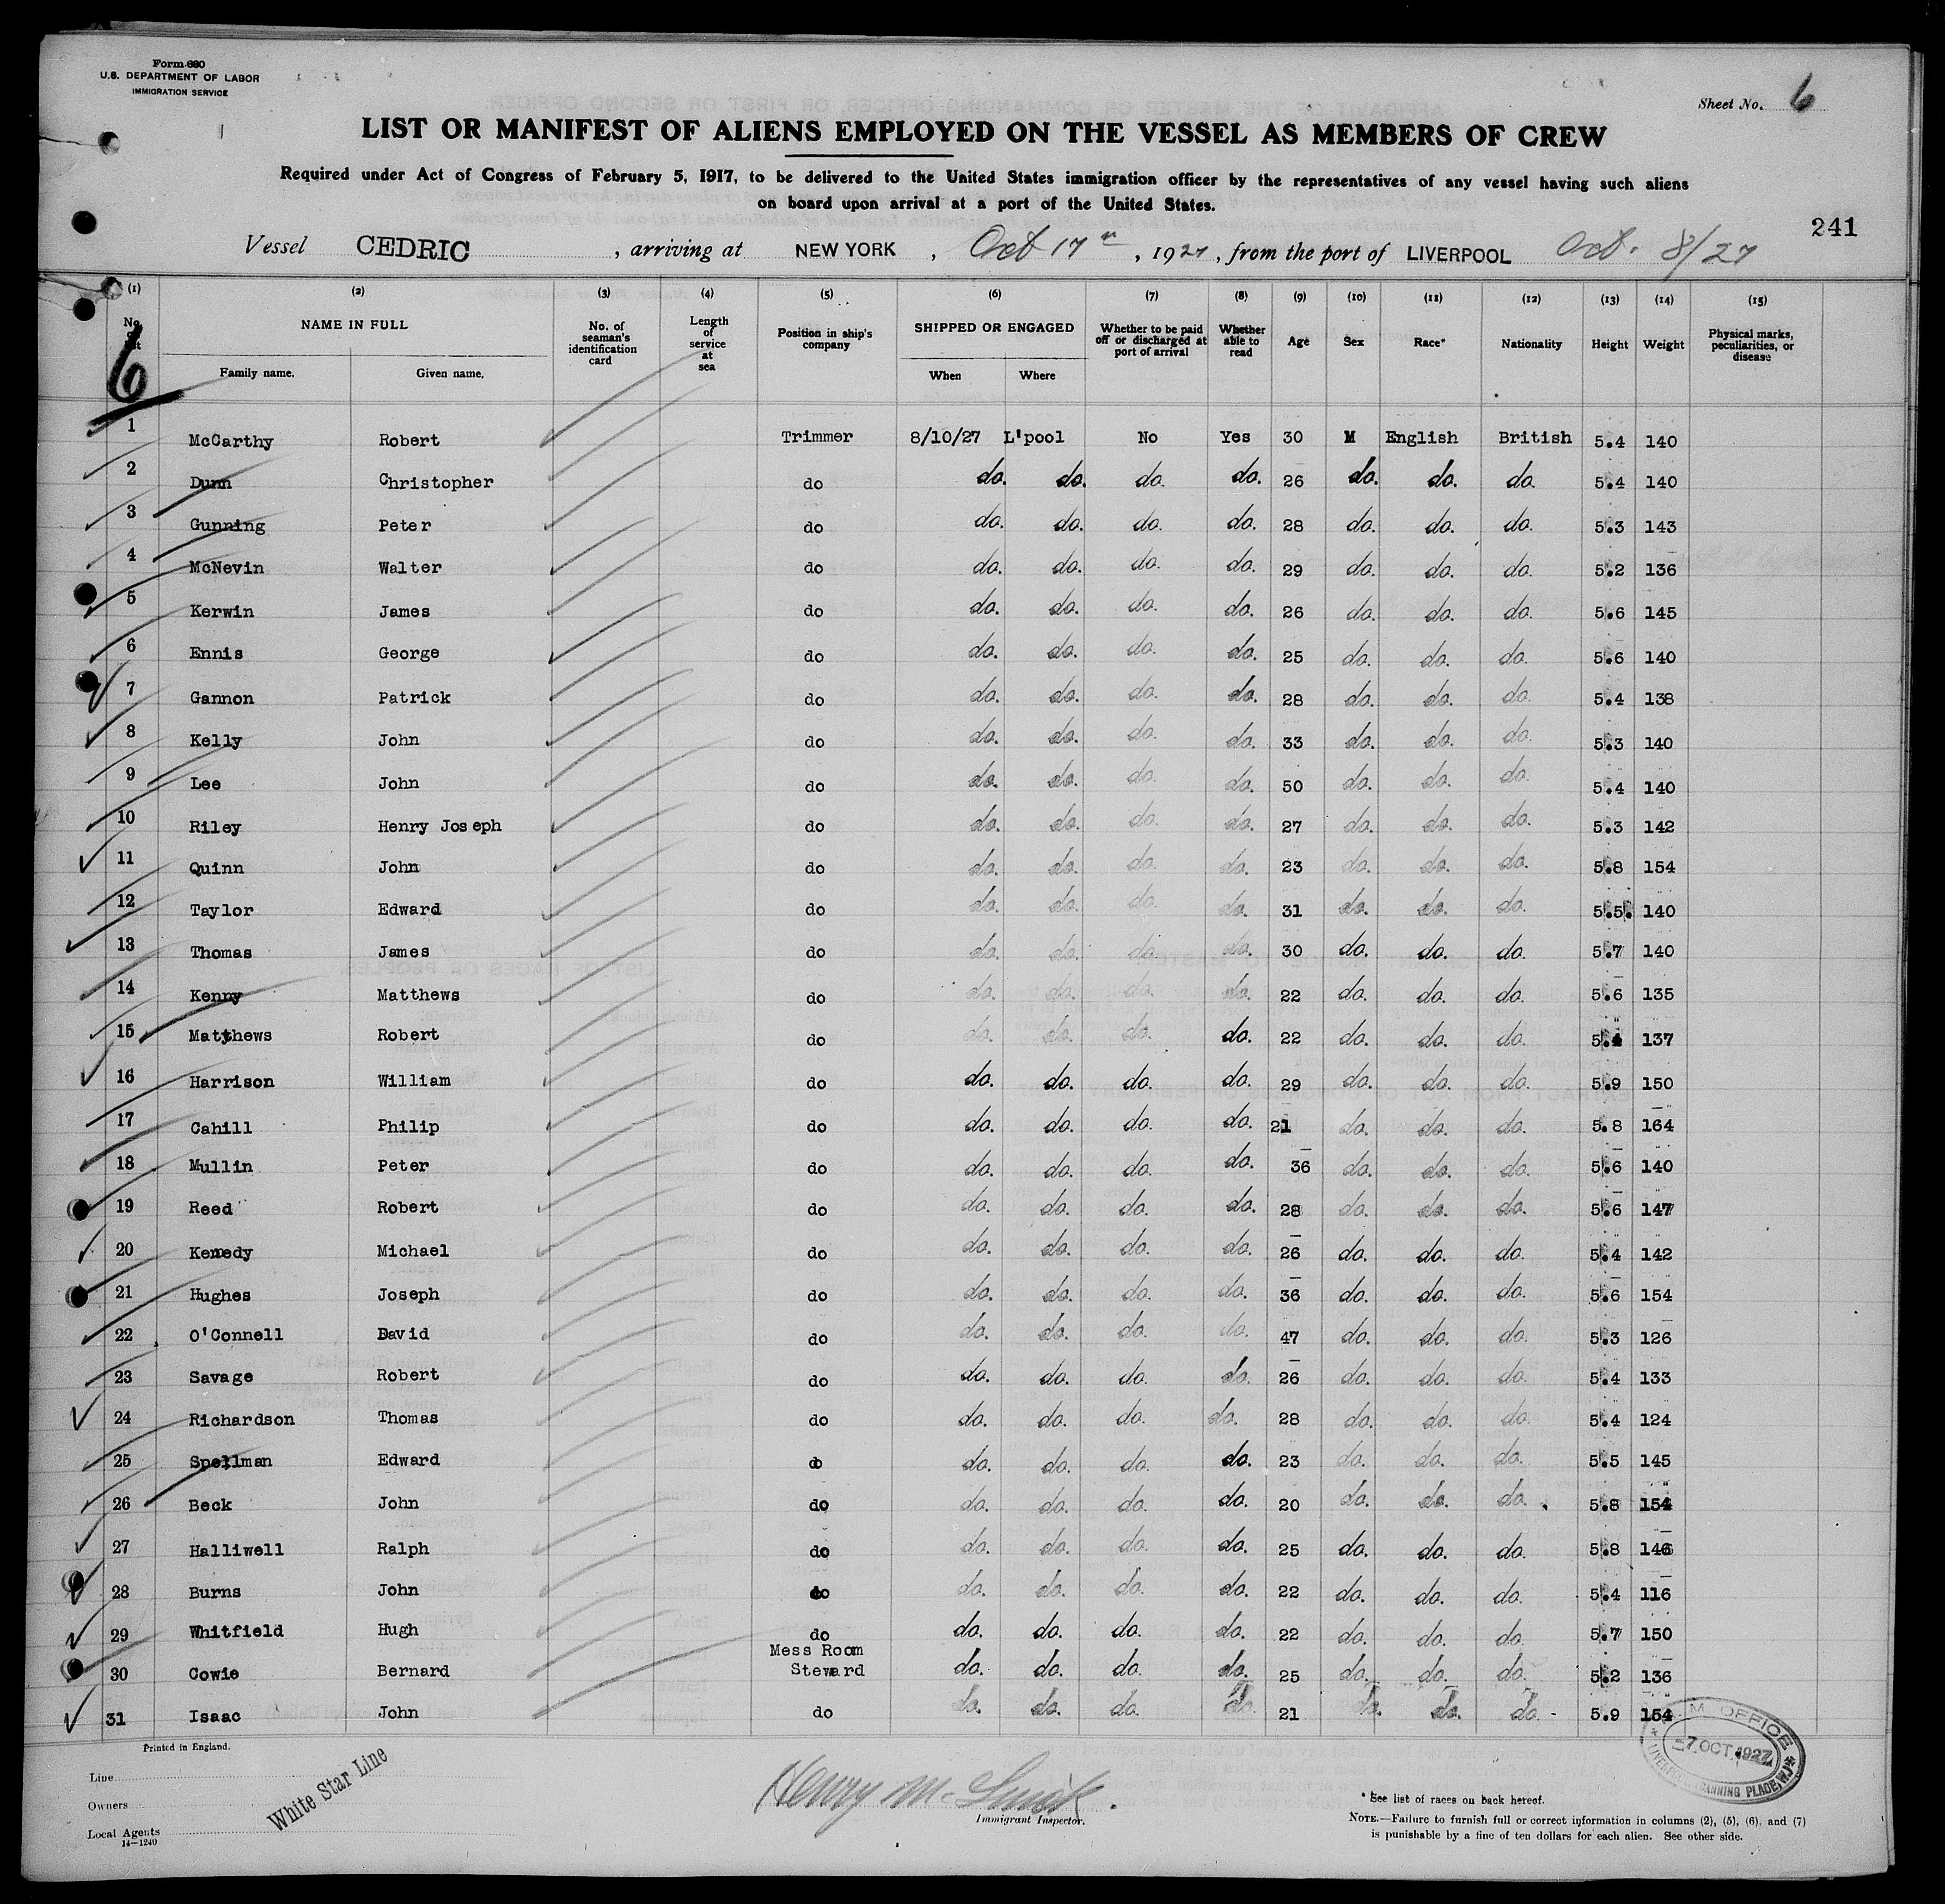 Form 680
U.S. DEPARTMENT OF LABOR
IMMIGRATION SERVICE
Sheet No. 6
LIST OR MANIFEST OF ALIENS EMPLOYED ON THE VESSEL AS MEMBERS OF CREW
Required under Act of Congress of February 5, 1917, to be delivered to the United States immigration officer by the representatives of any vessel having such aliens
on board upon arrival at a port of the United States.
241
Vessel CEDRIC , arriving at NEW YORK , Oct 17th , 1927, from the port of LIVERPOOL Oct. 8/27
(1) (2) (3) (4) (5) (6) (7) (8) (9) (10) (11) (12) (13) (14) (15)
No. on list NAME IN FULL Family name. Given name. No. of seaman's identification card Length of service at sea Position in ship's company SHIPPED OR ENGAGED When Where Whether to be paid off or discharged at port of arrival Whether able to read Age Sex Race* Nationality Height Weight Physical marks, peculiarities, or disease
6
1 McCarthy Robert Trimmer 8/10/27 L'pool No Yes 30 M English British 5.4 140
2 Dunn Christopher do do. do. do. do. 26 do. do. do. 5.4 140
3 Gunning Peter do do. do. do. do. 28 do. do. do. 5.3 143
4 McNevin Walter do do. do. do. do. 29 do. do. do. 5.2 136
5 Kerwin James do do. do. do. do. 26 do. do. do. 5.6 145
6 Ennis George do do. do. do. do. 25 do. do. do. 5.6 140
7 Gannon Patrick do do. do. do. do. 28 do. do. do. 5.4 138
8 Kelly John do do. do. do. do. 33 do. do. do. 5.3 140
9 Lee John do do. do. do. do. 50 do. do. do. 5.4 140
10 Riley Henry Joseph do do. do. do. do. 27 do. do. do. 5.3 142
11 Quinn John do do. do. do. do. 23 do. do. do. 5.8 154
12 Taylor Edward do do. do. do. do. 31 do. do. do. 5.5. 140
13 Thomas James do do. do. do. do. 30 do. do. do. 5.7 140
14 Kenny Matthews do do. do. do. do. 22 do. do. do. 5.6 135
15 Matthews Robert do do. do. do. do. 22 do. do. do. 5.4 137
16 Harrison William do do. do. do. do. 29 do. do. do. 5.9 150
17 Cahill Philip do do. do. do. do. 21 do. do. do. 5.8 164
18 Mullin Peter do do. do. do. do. 36 do. do. do. 5.6 140
19 Reed Robert do do. do. do. do. 28 do. do. do. 5.6 147
20 Kenedy Michael do do. do. do. do. 26 do. do. do. 5.4 142
21 Hughes Joseph do do. do. do. do. 36 do. do. do. 5.6 154
22 O'Connell David do do. do. do. do. 47 do. do. do. 5.3 126
23 Savage Robert do do. do. do. do. 26 do. do. do. 5.4 133
24 Richardson Thomas do do. do. do. do. 28 do. do. do. 5.4 124
25 Spellman Edward do do. do. do. do. 23 do. do. do. 5.5 145
26 Beck John do do. do. do. do. 20 do. do. do. 5.8 154
27 Halliwell Ralph do do. do. do. do. 25 do. do. do. 5.8 146
28 Burns John do do. do. do. do. 22 do. do. do. 5.4 116
29 Whitfield Hugh do do. do. do. do. 22 do. do. do. 5.7 150
30 Cowie Bernard Mess Room Steward do. do. do. do. 25 do. do. do. 5.2 136
31 Isaac John do do. do. do. do. 21 do. do. do. 5.9 154
Printed in England.
Line
Owners
Local Agents
14-1240
White Star Line
Immigrant Inspector.
M. OFFICE
7 OCT 1927
CANNING PLACE
* See list of races on back hereof.
NOTE.—Failure to furnish full or correct information in columns (2), (5), (6), and (7)
is punishable by a fine of ten dollars for each alien. See other side.